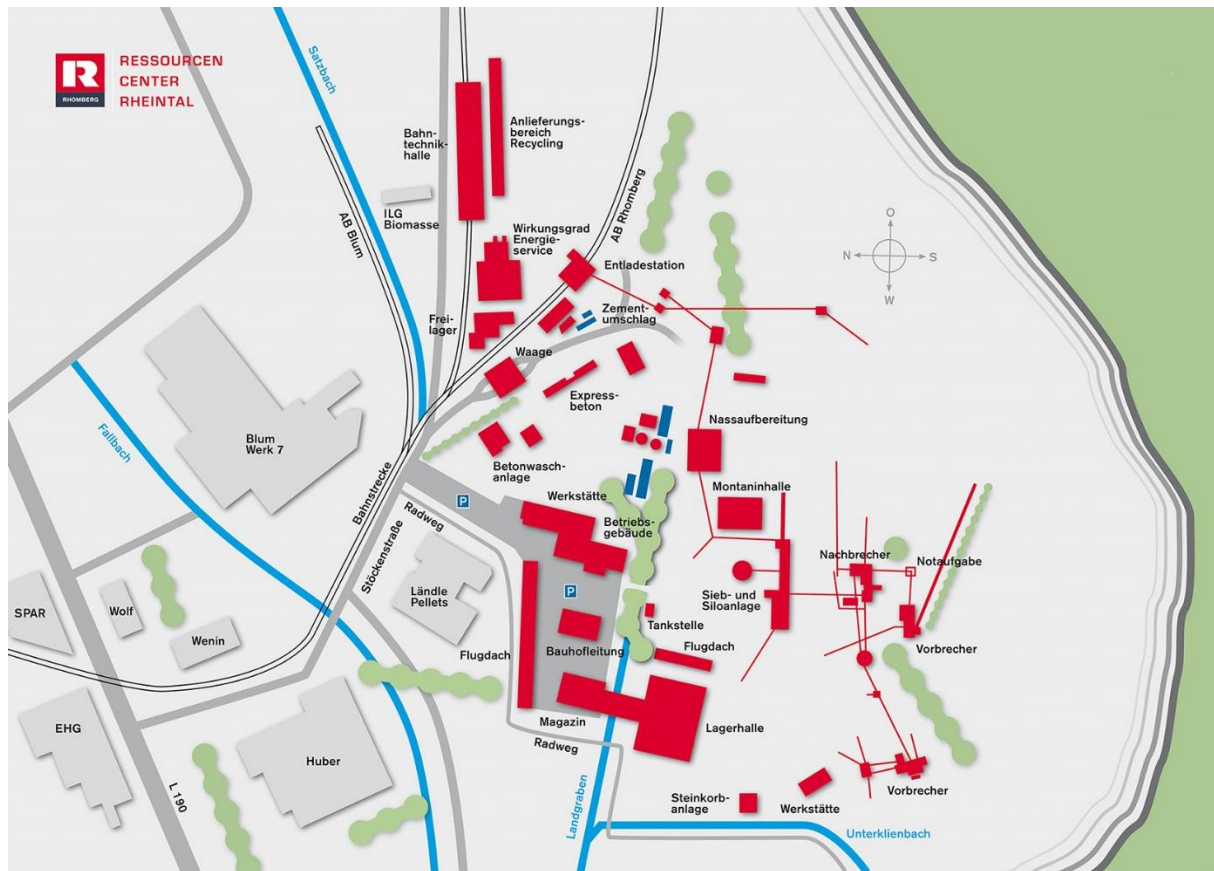 R
RHOMBERG
RESSOURCEN
CENTER
RHEINTAL
Satzbach
Bahn-
technik-
halle
Anlieferungs-
bereich
Recycling
ILG
Biomasse
AB Blum
AB Rhomberg
Wirkungsgrad
Energie-
service
Entladestation
O
N
S
W
Frei-
lager
Zement-
umschlag
Waage
Express-
beton
Fallbach
Blum
Werk 7
Nassaufbereitung
Betonwasch-
anlage
Bahnstrecke
P
Radweg
Werkstätte
Betriebs-
gebäude
Montaninhalle
Stöckenstraße
Nachbrecher
Notaufgabe
Ländle
Pellets
P
Sieb- und
Siloanlage
SPAR
Wolf
Wenin
Tankstelle
Flugdach
Bauhofleitung
Flugdach
Vorbrecher
EHG
Huber
Magazin
Lagerhalle
Radweg
L 190
Landgraben
Steinkorb-
anlage
Werkstätte
Vorbrecher
Unterklienbach